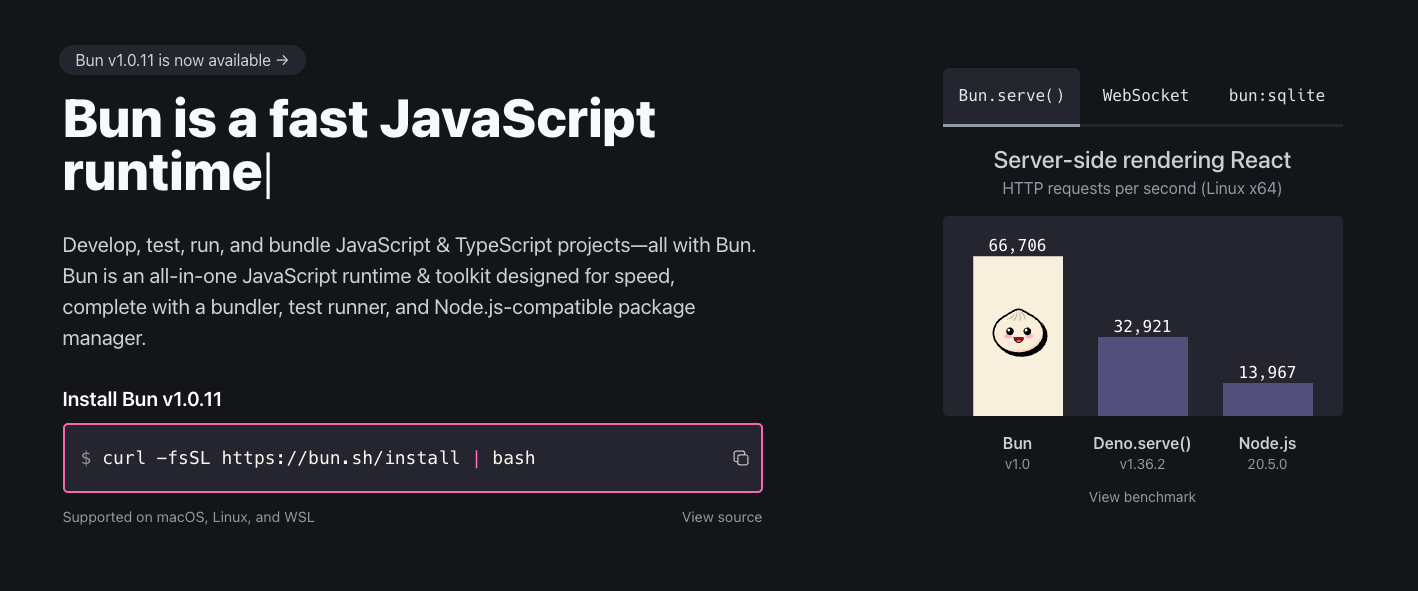 Bun v1.0.11 is now available →
Bun is a fast JavaScript
runtime
Develop, test, run, and bundle JavaScript & TypeScript projects—all with Bun.
Bun is an all-in-one JavaScript runtime & toolkit designed for speed,
complete with a bundler, test runner, and Node.js-compatible package
manager.
Install Bun v1.0.11
$ curl -fsSL https://bun.sh/install | bash
Supported on macOS, Linux, and WSL
View source
Bun.serve()
WebSocket
bun:sqlite
Server-side rendering React
HTTP requests per second (Linux x64)
66,706
32,921
13,967
Bun
v1.0
Deno.serve()
v1.36.2
Node.js
20.5.0
View benchmark